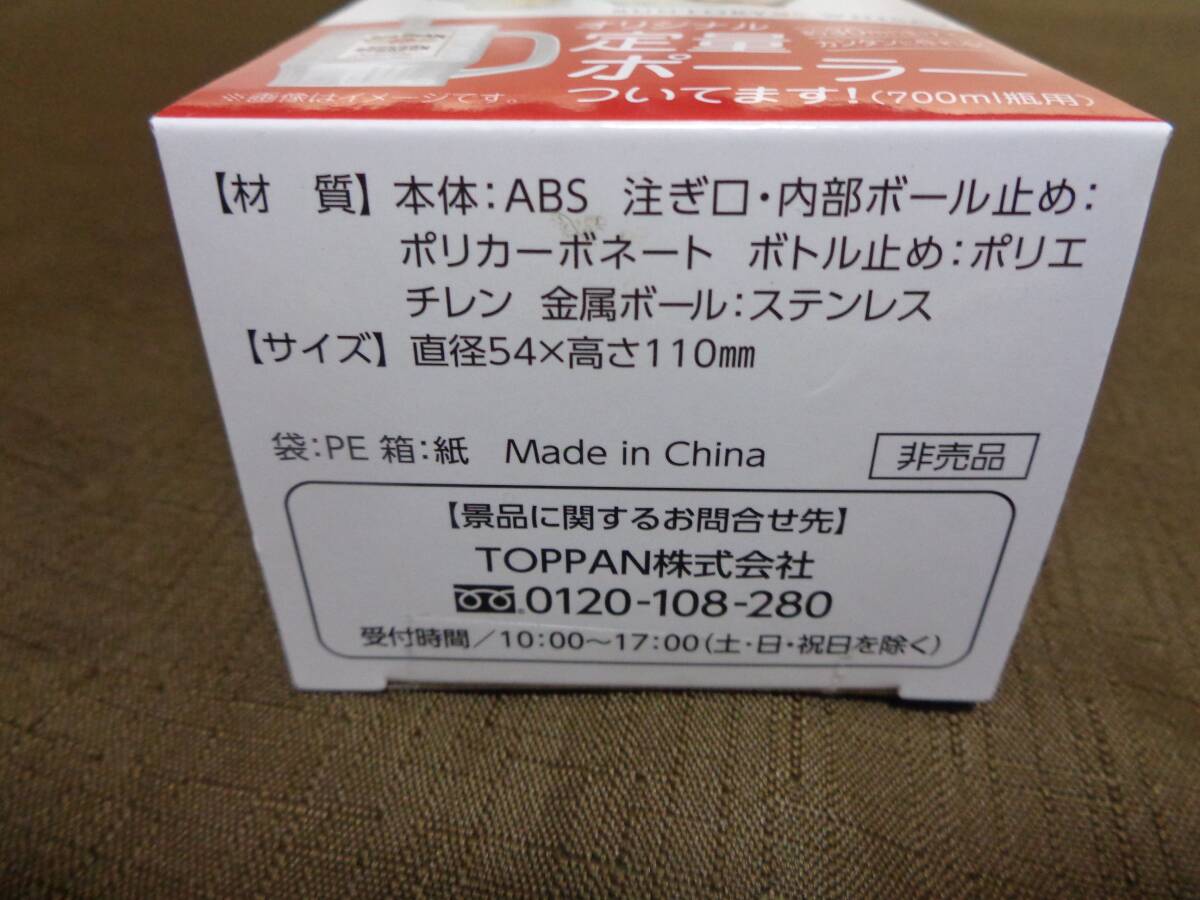 オリジナル
定量
ポーラー
ついてます!(700ml瓶用)
※画像はイメージです。
【材　質】本体:ABS　注ぎ口・内部ボール止め:
ポリカーボネート　ボトル止め:ポリエ
チレン　金属ボール:ステンレス
【サイズ】直径54×高さ110㎜
袋:PE 箱:紙　Made in China
非売品
【景品に関するお問合せ先】
TOPPAN株式会社
0120-108-280
受付時間/10:00〜17:00(土・日・祝日を除く)